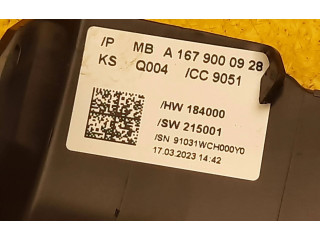 /P MB A 167 900 09 28
KS Q004 /CC 9051
/HW 184000
/SW 215001
/SN 91031WCH000Y0
17.03.2023 14:42